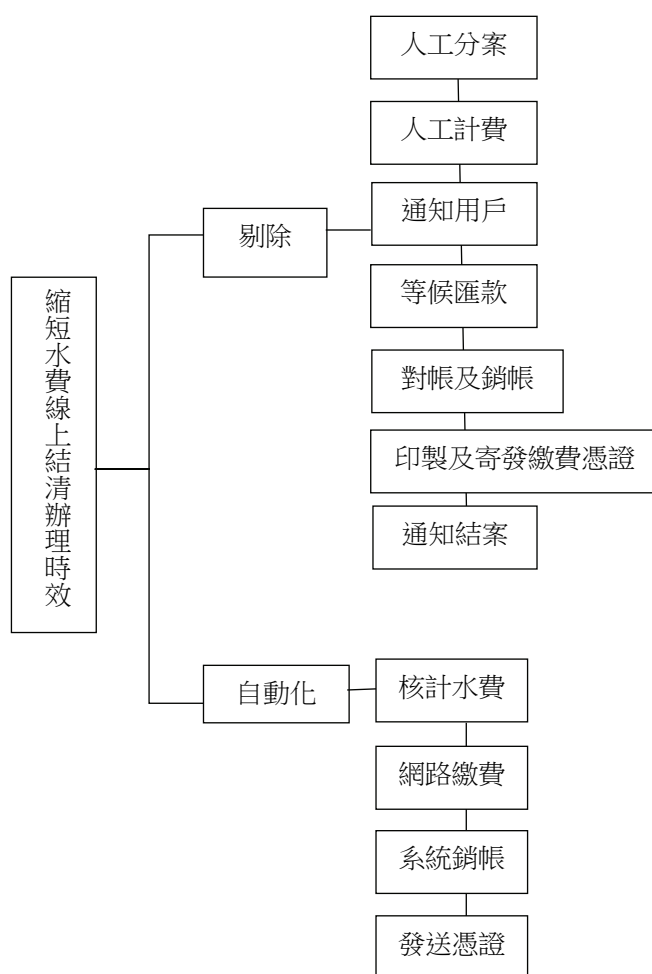 縮短水費線上結清辦理時效
剔除
人工分案
人工計費
通知用戶
等候匯款
對帳及銷帳
印製及寄發繳費憑證
通知結案
自動化
核計水費
網路繳費
系統銷帳
發送憑證